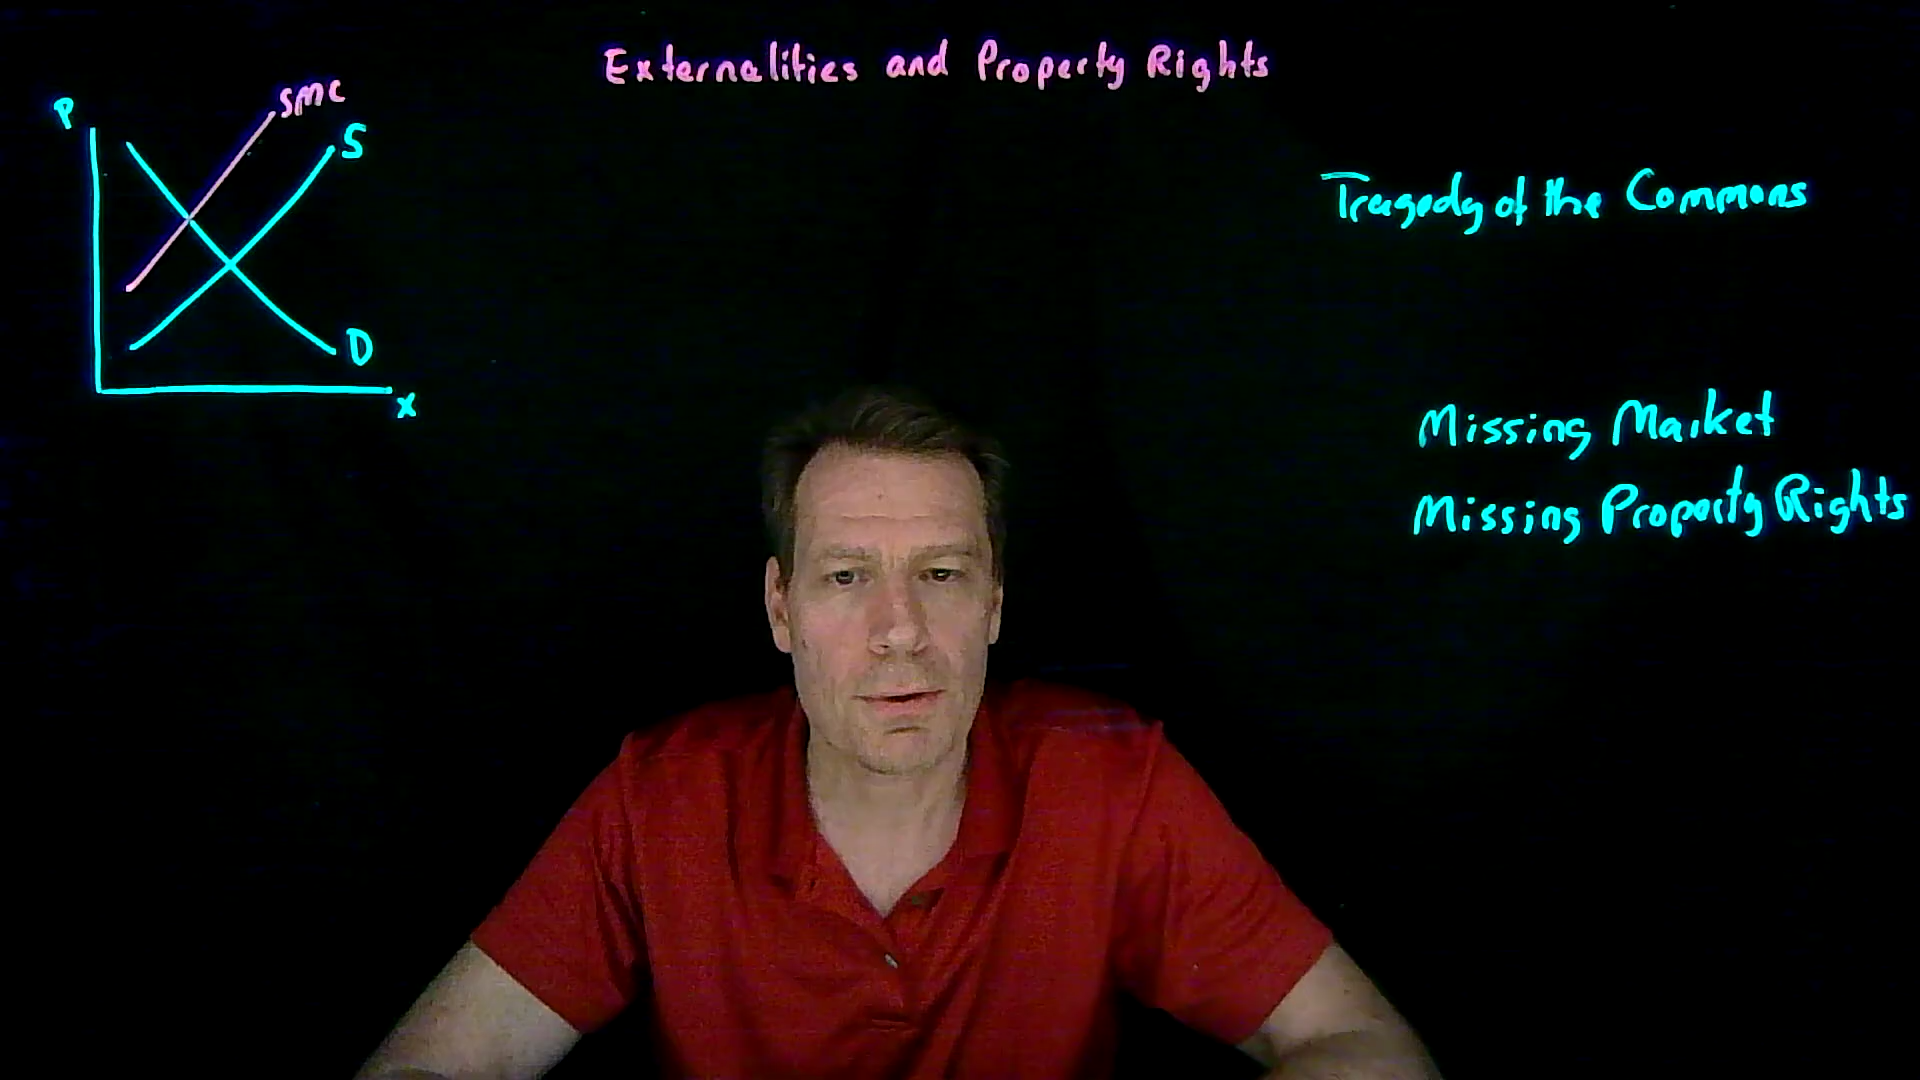 Externalities and Property Rights
P
SMC
S
D
x
Tragedy of the Commons
Missing Market
Missing Property Rights